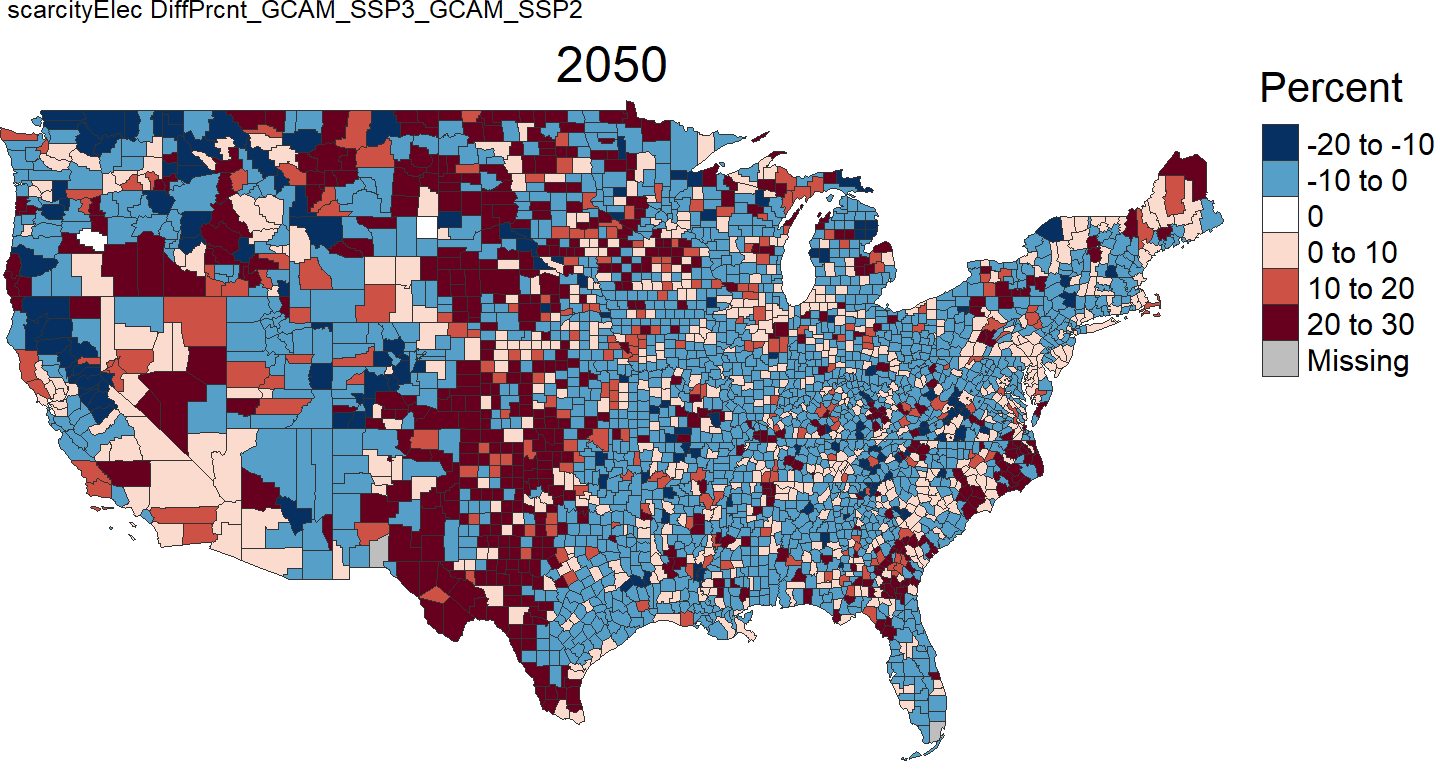 scarcityElec DiffPrcnt_GCAM_SSP3_GCAM_SSP2
2050
Percent
-20 to -10
-10 to 0
0
0 to 10
10 to 20
20 to 30
Missing